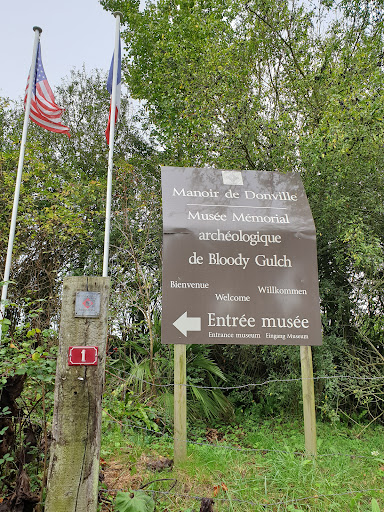 Manoir de Donville
Musée Mémorial
archéologique
de Bloody Gulch
Bienvenue
Willkommen
Welcome
Entrée musée
Entrance museum
Eingang Museum
1